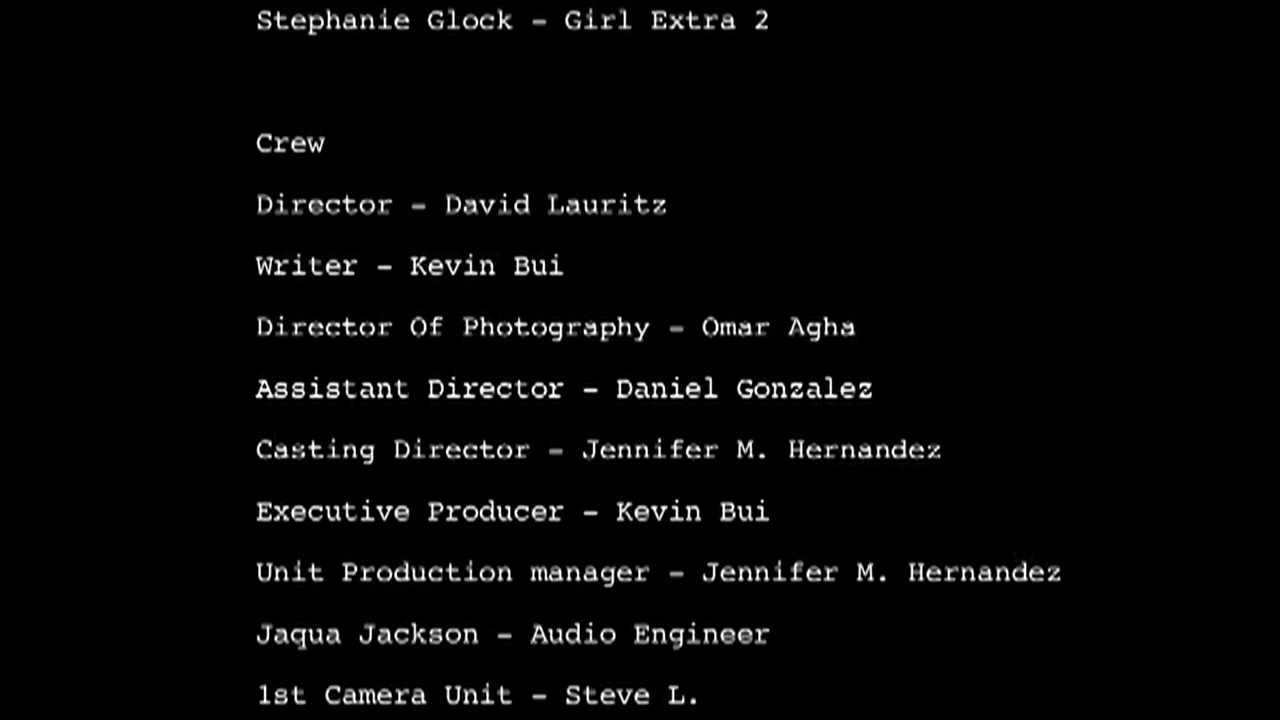 Stephanie Glock - Girl Extra 2
Crew
Director - David Lauritz
Writer - Kevin Bui
Director Of Photography - Omar Agha
Assistant Director - Daniel Gonzalez
Casting Director - Jennifer M. Hernandez
Executive Producer - Kevin Bui
Unit Production manager - Jennifer M. Hernandez
Jaqua Jackson - Audio Engineer
1st Camera Unit - Steve L.